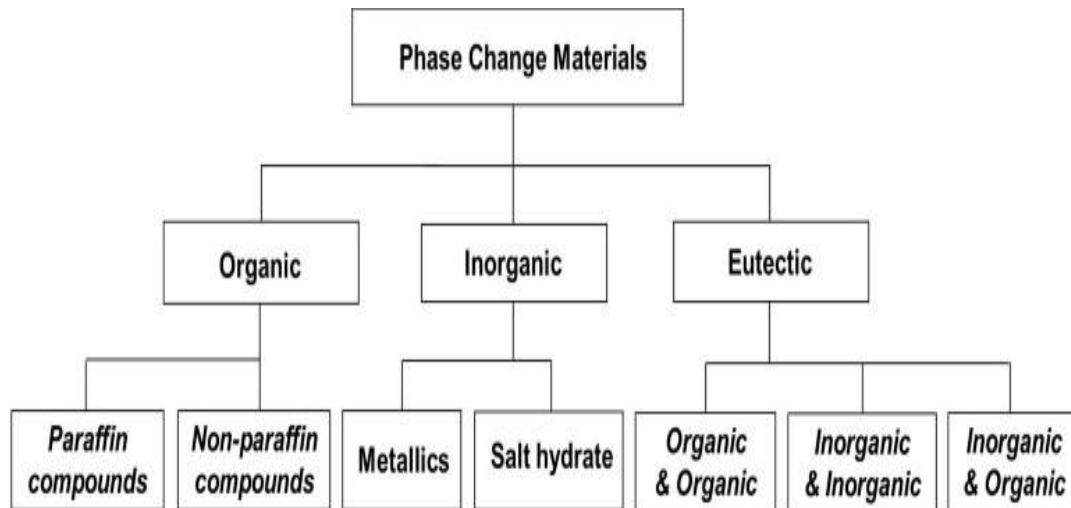 Phase Change Materials
Organic
Inorganic
Eutectic
Paraffin
compounds
Non-paraffin
compounds
Metallics
Salt hydrate
Organic
& Organic
Inorganic
& Inorganic
Inorganic
& Organic